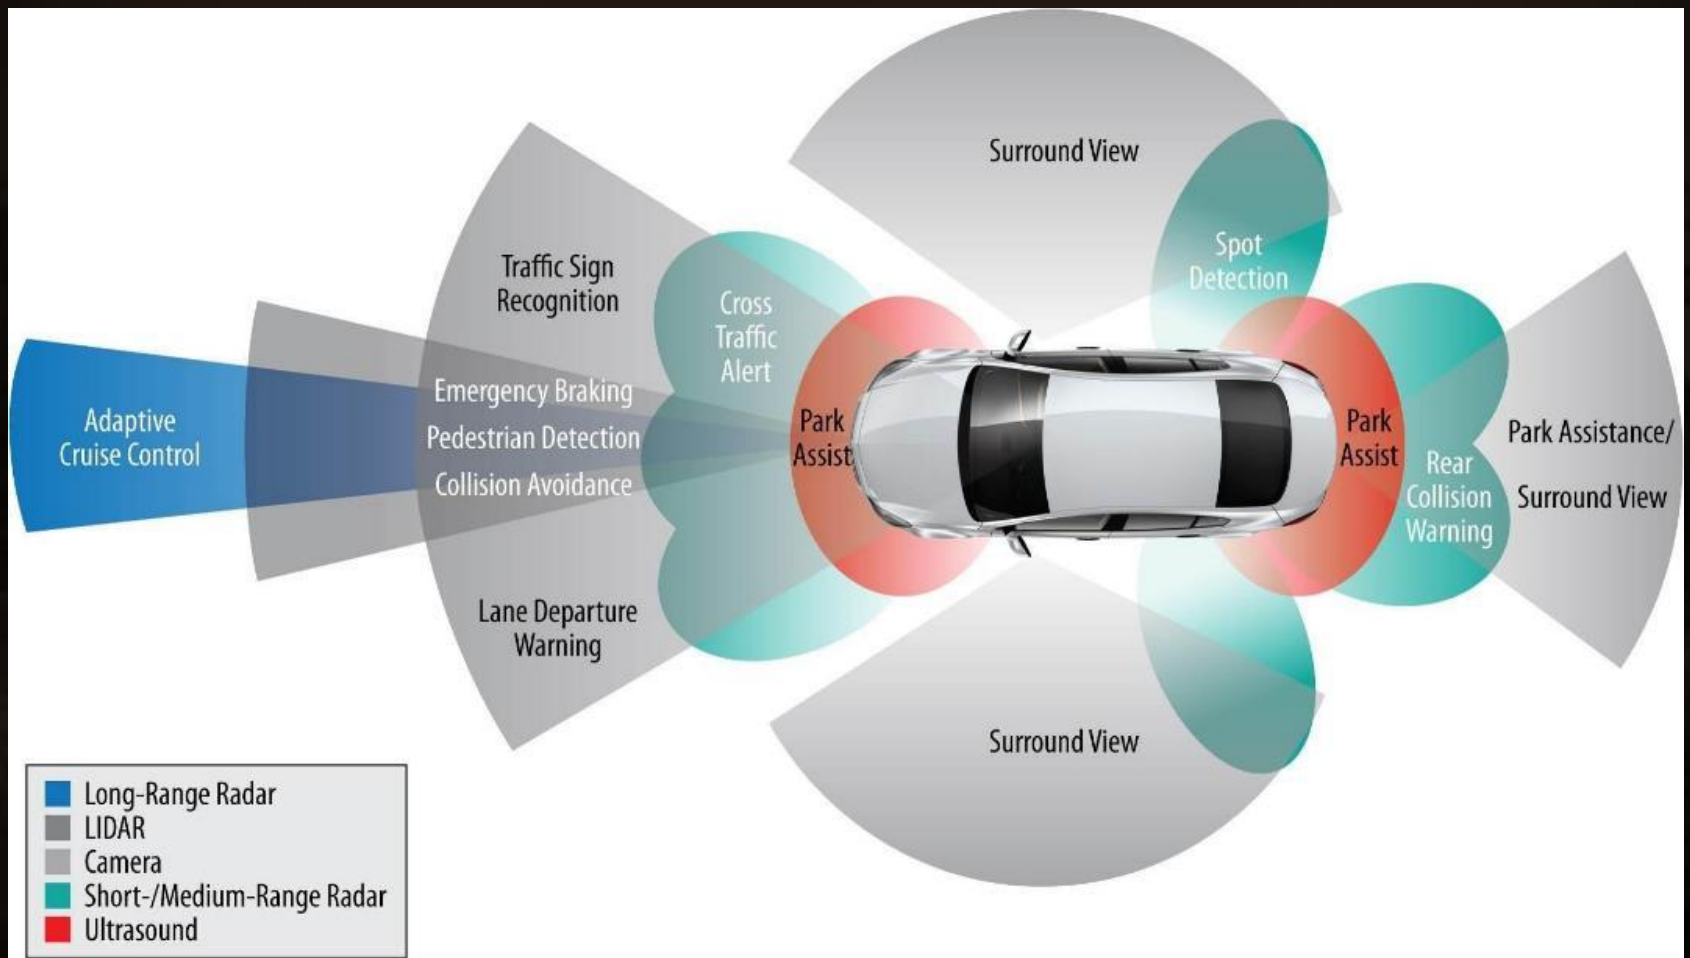 Surround View
Spot
Detection
Traffic Sign
Recognition
Cross
Traffic
Alert
Emergency Braking
Pedestrian Detection
Collision Avoidance
Adaptive
Cruise Control
Park
Assist
Park
Assist
Rear
Collision
Warning
Park Assistance/
Surround View
Lane Departure
Warning
Surround View
Long-Range Radar
LIDAR
Camera
Short-/Medium-Range Radar
Ultrasound